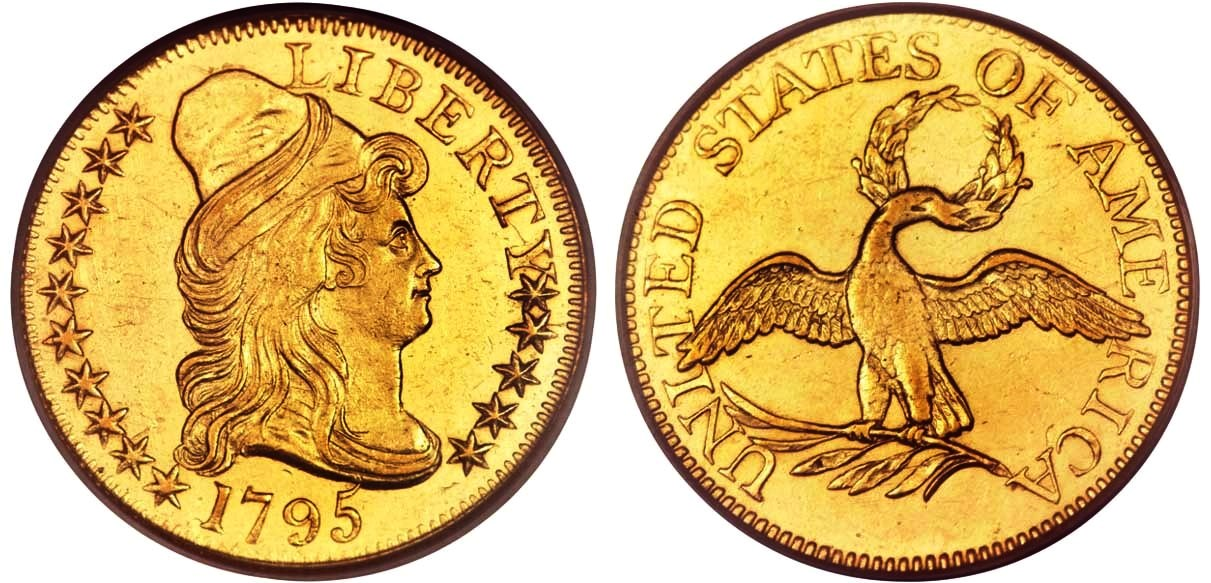 LIBERTY
1795
UNITED STATES OF AMERICA